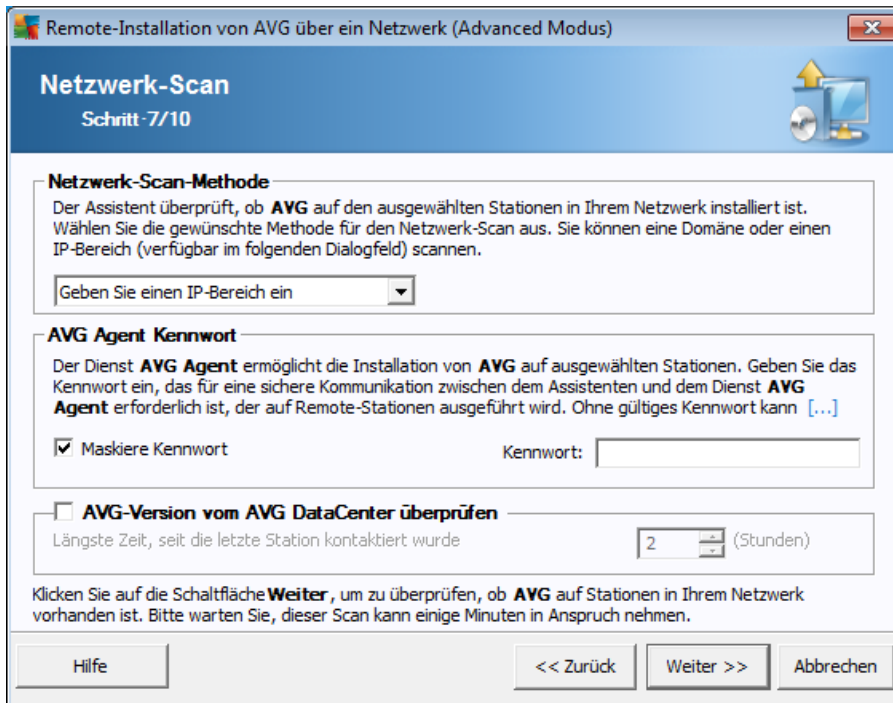 Remote-Installation von AVG über ein Netzwerk (Advanced Modus)
Netzwerk-Scan
Schritt-7/10
Netzwerk-Scan-Methode
Der Assistent überprüft, ob AVG auf den ausgewählten Stationen in Ihrem Netzwerk installiert ist.
Wählen Sie die gewünschte Methode für den Netzwerk-Scan aus. Sie können eine Domäne oder einen
IP-Bereich (verfügbar im folgenden Dialogfeld) scannen.
Geben Sie einen IP-Bereich ein
AVG Agent Kennwort
Der Dienst AVG Agent ermöglicht die Installation von AVG auf ausgewählten Stationen. Geben Sie das
Kennwort ein, das für eine sichere Kommunikation zwischen dem Assistenten und dem Dienst AVG
Agent erforderlich ist, der auf Remote-Stationen ausgeführt wird. Ohne gültiges Kennwort kann [...]
Maskiere Kennwort Kennwort:
AVG-Version vom AVG DataCenter überprüfen
Längste Zeit, seit die letzte Station kontaktiert wurde 2 (Stunden)
Klicken Sie auf die Schaltfläche Weiter, um zu überprüfen, ob AVG auf Stationen in Ihrem Netzwerk
vorhanden ist. Bitte warten Sie, dieser Scan kann einige Minuten in Anspruch nehmen.
Hilfe << Zurück Weiter >> Abbrechen